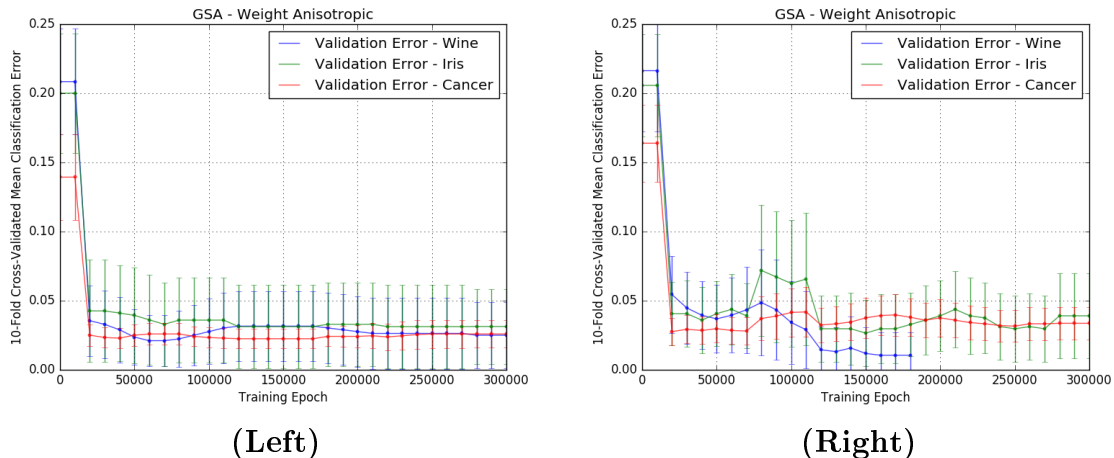 GSA - Weight Anisotropic
10-Fold Cross-Validated Mean Classification Error
0.25
0.20
0.15
0.10
0.05
0.00
Validation Error - Wine
Validation Error - Iris
Validation Error - Cancer
0 50000 100000 150000 200000 250000 300000
Training Epoch
(Left)
GSA - Weight Anisotropic
10-Fold Cross-Validated Mean Classification Error
0.25
0.20
0.15
0.10
0.05
0.00
Validation Error - Wine
Validation Error - Iris
Validation Error - Cancer
0 50000 100000 150000 200000 250000 300000
Training Epoch
(Right)